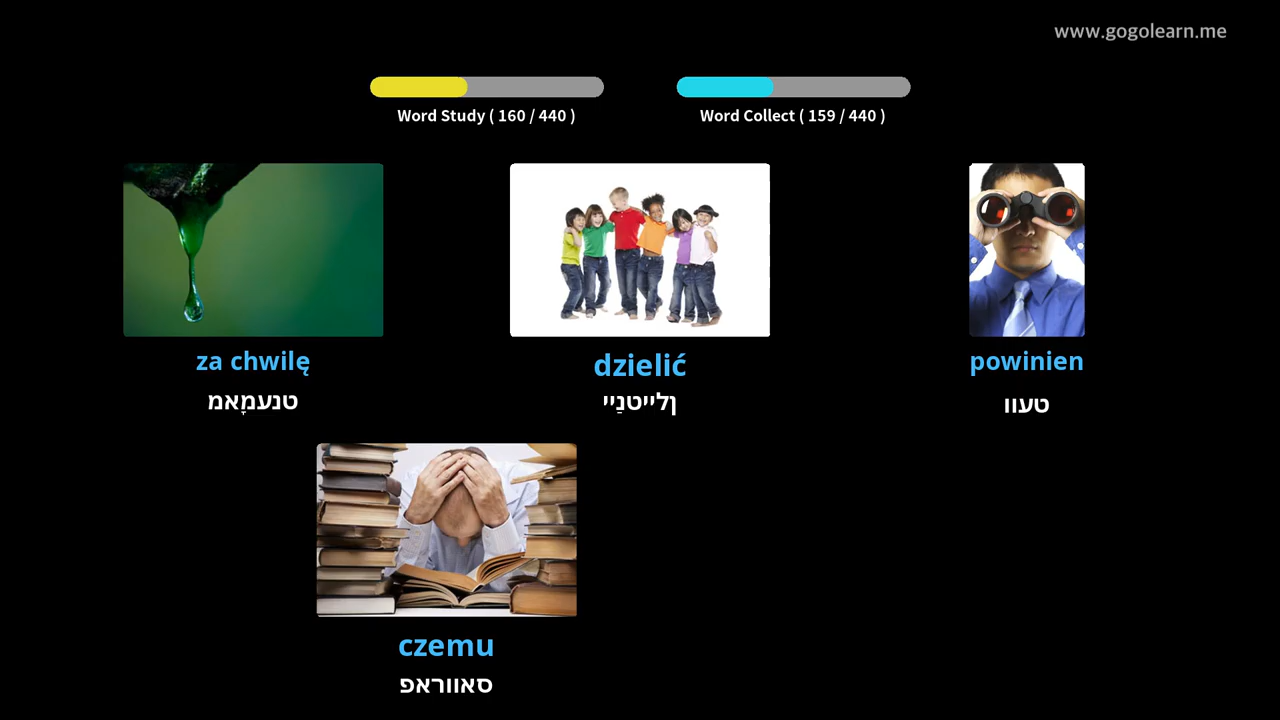 www.gogolearn.me
Word Study ( 160 / 440 )
Word Collect ( 159 / 440 )
za chwilę
טנעמָאמ
dzielić
ןלייטנַיי
powinien
טעוו
czemu
סאווראפ